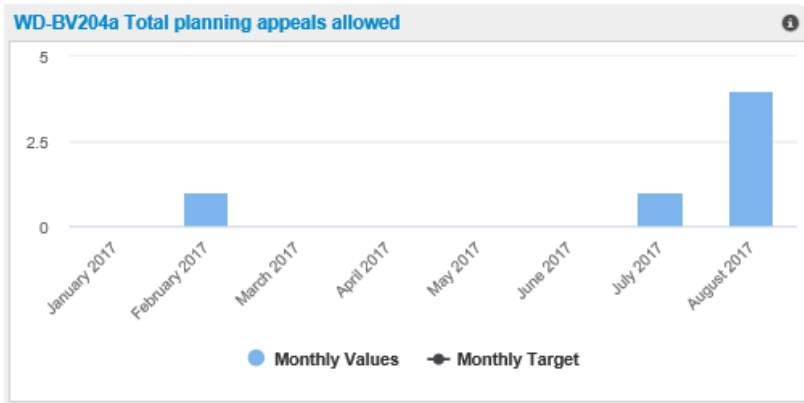 WD-BV204a Total planning appeals allowed
5
2.5
0
January 2017
February 2017
March 2017
April 2017
May 2017
June 2017
July 2017
August 2017
Monthly Values
Monthly Target